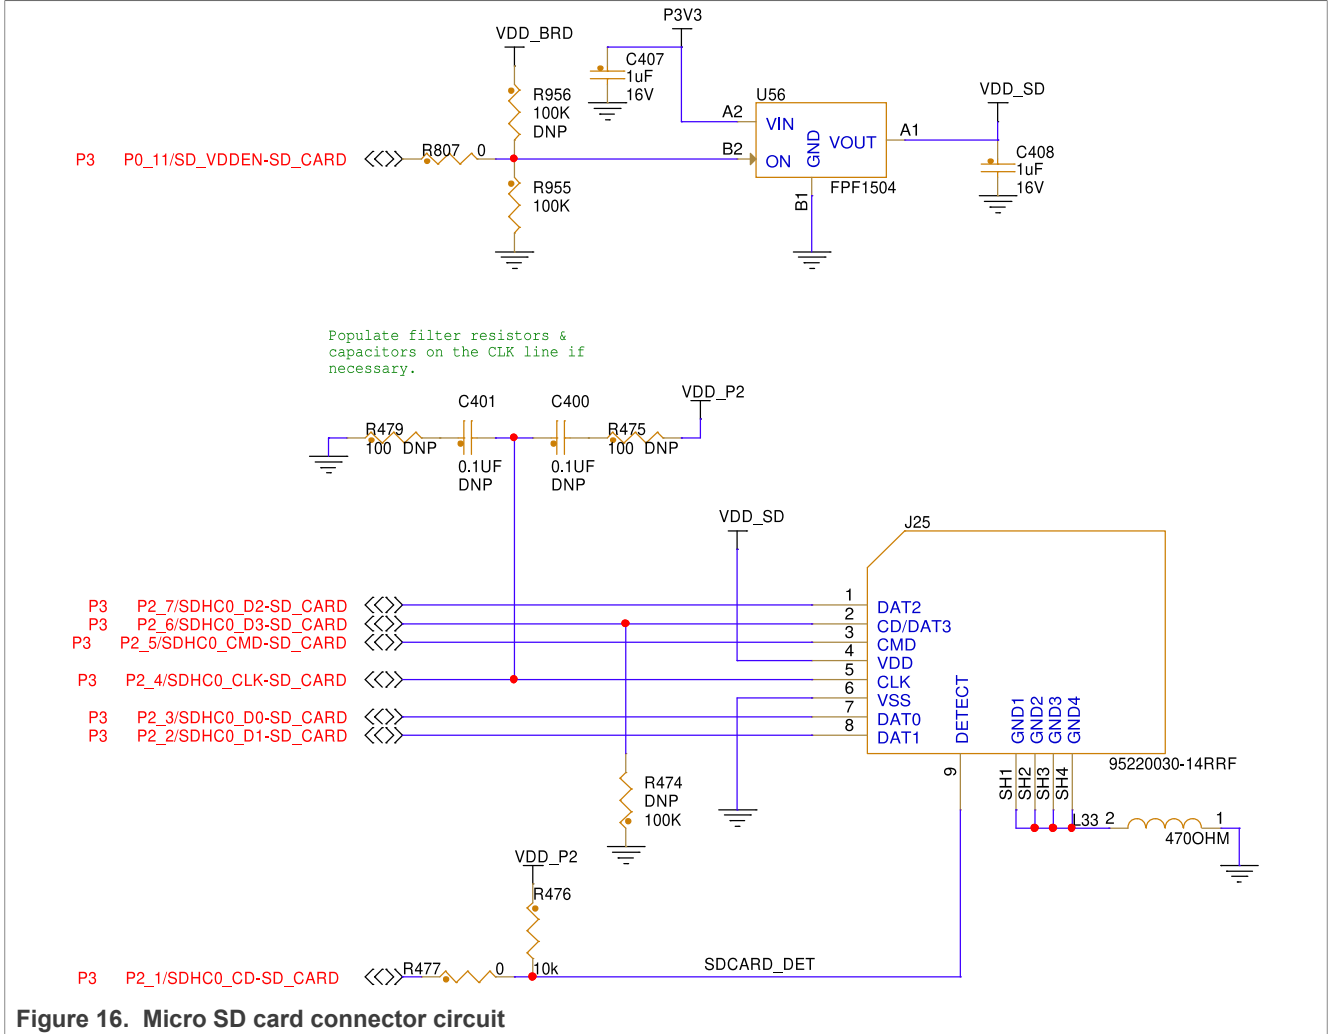 P3V3
VDD_BRD
C407
1uF
16V
R956
100K
DNP
U56
VDD_SD
A2
VIN
A1
VOUT
GND
B2
ON
B1
FPF1504
C408
1uF
16V
P3 P0_11/SD_VDDEN-SD_CARD
R807 0
R955
100K
Populate filter resistors &
capacitors on the CLK line if
necessary.
VDD_P2
C401
C400
R479
100 DNP
R475
100 DNP
0.1UF
DNP
0.1UF
DNP
VDD_SD
J25
P3 P2_7/SDHC0_D2-SD_CARD
1 DAT2
P3 P2_6/SDHC0_D3-SD_CARD
2 CD/DAT3
P3 P2_5/SDHC0_CMD-SD_CARD
3 CMD
4 VDD
P3 P2_4/SDHC0_CLK-SD_CARD
5 CLK
6 VSS
P3 P2_3/SDHC0_D0-SD_CARD
7 DAT0
P3 P2_2/SDHC0_D1-SD_CARD
8 DAT1
DETECT
GND1
GND2
GND3
GND4
9
SH1
SH2
SH3
SH4
95220030-14RRF
R474
DNP
100K
L33 2 1
470OHM
VDD_P2
R476
10k
P3 P2_1/SDHC0_CD-SD_CARD
R477 0
SDCARD_DET
Figure 16. Micro SD card connector circuit